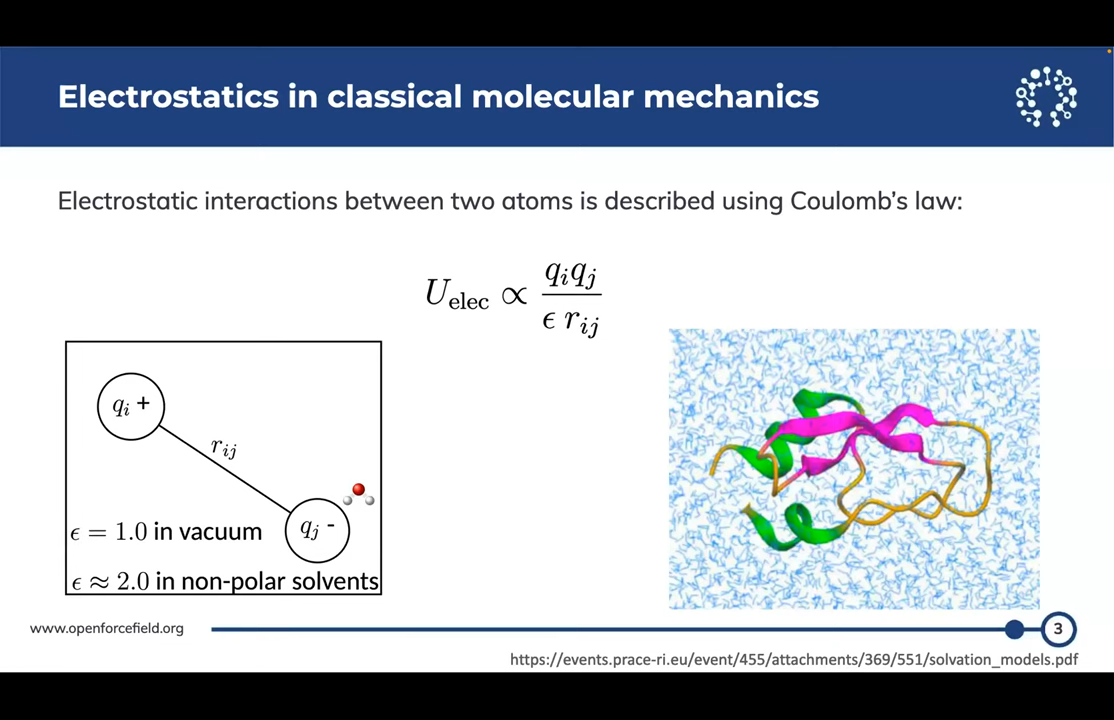 Electrostatics in classical molecular mechanics
Electrostatic interactions between two atoms is described using Coulomb's law:
U_elec ∝ q_i q_j / ϵ r_ij
q_i +
r_ij
q_j -
ϵ = 1.0 in vacuum
ϵ ≈ 2.0 in non-polar solvents
www.openforcefield.org
3
https://events.prace-ri.eu/event/455/attachments/369/551/solvation_models.pdf